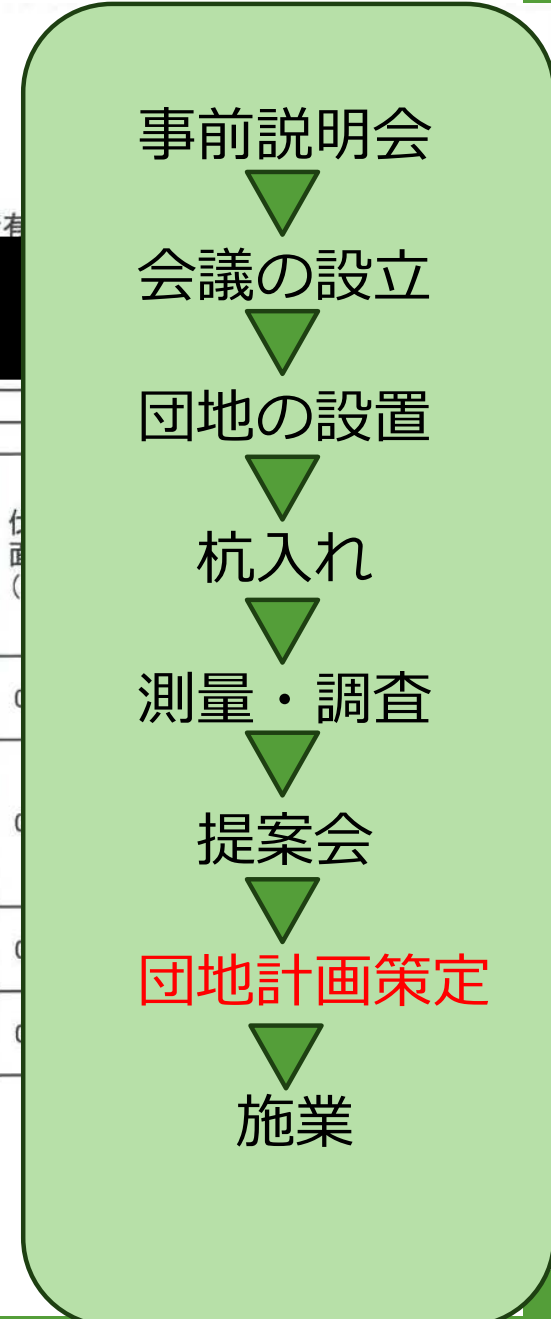 事前説明会
会議の設立
団地の設置
杭入れ
測量・調査
提案会
団地計画策定
施業